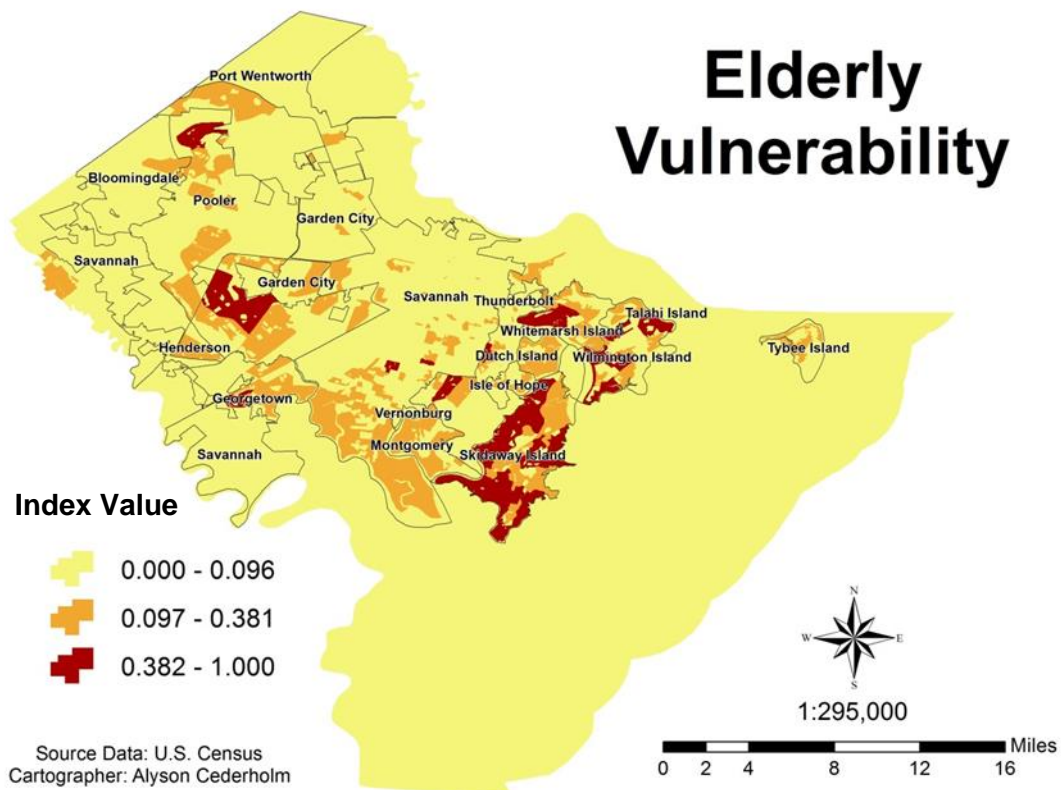 Elderly
Vulnerability
Port Wentworth
Bloomingdale
Pooler
Garden City
Savannah
Garden City
Savannah
Thunderbolt
Talahi Island
Whitemarsh Island
Henderson
Dutch Island
Wilmington Island
Tybee Island
Georgetown
Isle of Hope
Vernonburg
Montgomery
Savannah
Skidaway Island
Index Value
0.000 - 0.096
0.097 - 0.381
0.382 - 1.000
N
W
E
S
1:295,000
Miles
0 2 4 8 12 16
Source Data: U.S. Census
Cartographer: Alyson Cederholm